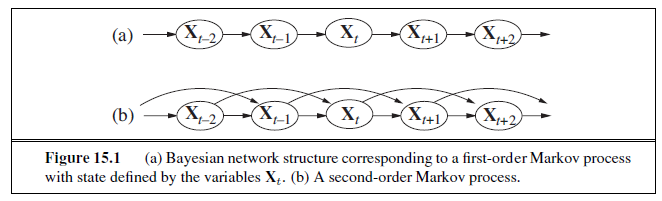 (a) X_{t–2} X_{t–1} X_t X_{t+1} X_{t+2}
(b) X_{t–2} X_{t–1} X_t X_{t+1} X_{t+2}
Figure 15.1 (a) Bayesian network structure corresponding to a first-order Markov process
with state defined by the variables X_t. (b) A second-order Markov process.